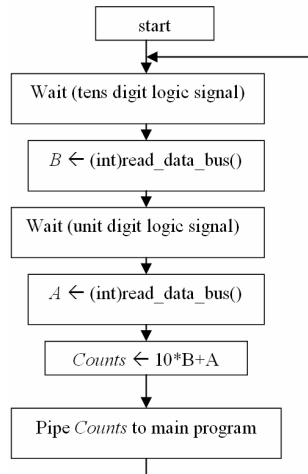 start
Wait (tens digit logic signal)
B ← (int)read_data_bus()
Wait (unit digit logic signal)
A ← (int)read_data_bus()
Counts ← 10*B+A
Pipe Counts to main program